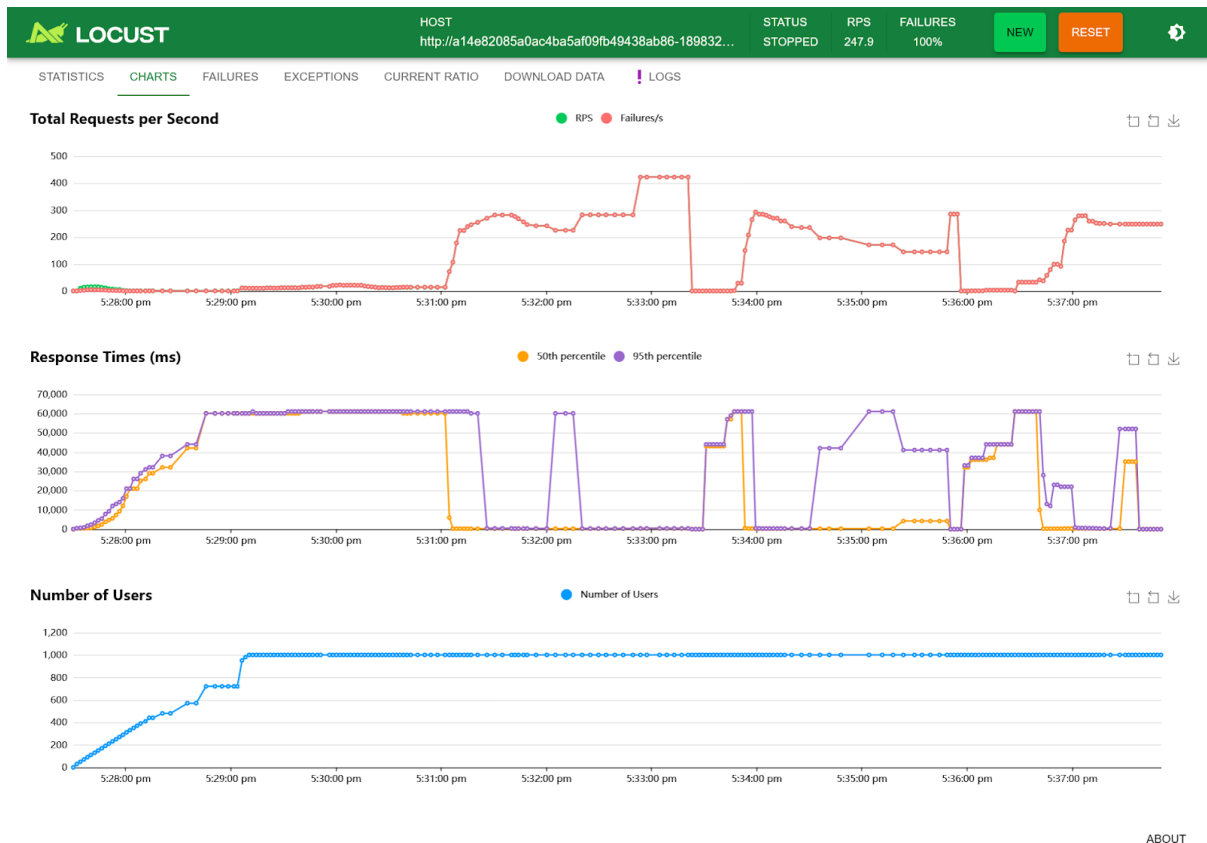 LOCUST
HOST
http://a14e82085a0ac4ba5af09fb49438ab86-189832...
STATUS
STOPPED
RPS
247.9
FAILURES
100%
NEW
RESET
STATISTICS CHARTS FAILURES EXCEPTIONS CURRENT RATIO DOWNLOAD DATA ! LOGS
Total Requests per Second
RPS Failures/s
500
400
300
200
100
0
5:28:00 pm 5:29:00 pm 5:30:00 pm 5:31:00 pm 5:32:00 pm 5:33:00 pm 5:34:00 pm 5:35:00 pm 5:36:00 pm 5:37:00 pm
Response Times (ms)
50th percentile 95th percentile
70,000
60,000
50,000
40,000
30,000
20,000
10,000
0
5:28:00 pm 5:29:00 pm 5:30:00 pm 5:31:00 pm 5:32:00 pm 5:33:00 pm 5:34:00 pm 5:35:00 pm 5:36:00 pm 5:37:00 pm
Number of Users
Number of Users
1,200
1,000
800
600
400
200
0
5:28:00 pm 5:29:00 pm 5:30:00 pm 5:31:00 pm 5:32:00 pm 5:33:00 pm 5:34:00 pm 5:35:00 pm 5:36:00 pm 5:37:00 pm
ABOUT